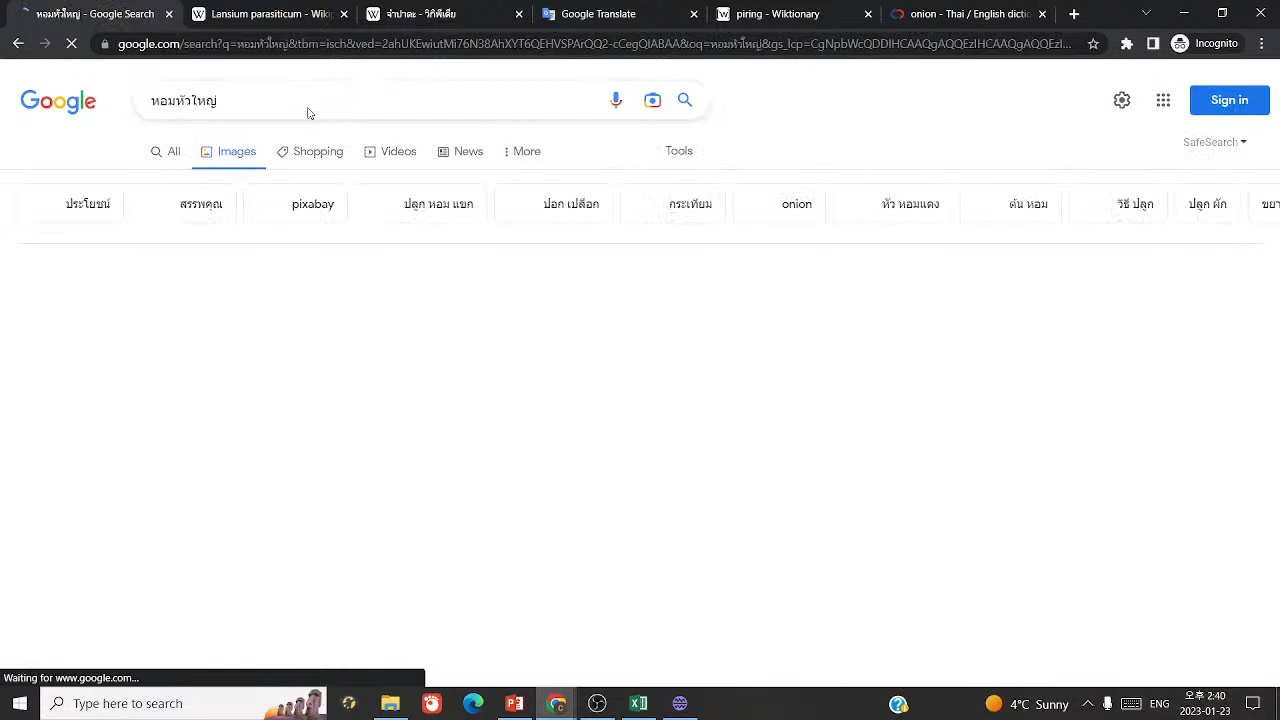 หอมหัวใหญ่ - Google Search
Lansium parasiticum - Wiki
จำปาดะ - วิกิพีเดีย
Google Translate
piring - Wiktionary
onion - Thai / English dictio
google.com/search?q=หอมหัวใหญ่&tbm=isch&ved=2ahUKEwiutMi76N38AhXYT6QEHVSPArQQ2-cCegQIABAA&oq=หอมหัวใหญ่&gs_lcp=CgNpbWcQDDIHCAAQgAQQEzIHCAAQgAQQEzI...
Incognito
Google
หอมหัวใหญ่
Sign in
All
Images
Shopping
Videos
News
More
Tools
SafeSearch
ประโยชน์
สรรพคุณ
pixabay
ปลูก หอม แขก
ปอก เปลือก
กระเทียม
onion
หัว หอมแดง
ต้น หอม
วิธี ปลูก
ปลูก ผัก
ขยา
Waiting for www.google.com...
Type here to search
4°C Sunny
ENG
오후 2:40
2023-01-23